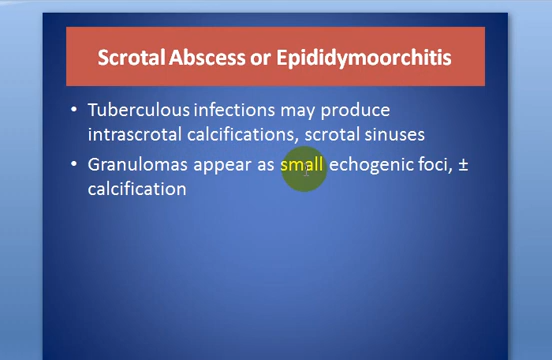 Scrotal Abscess or Epididymoorchitis
• Tuberculous infections may produce
intrascrotal calcifications, scrotal sinuses
• Granulomas appear as small echogenic foci, ±
calcification